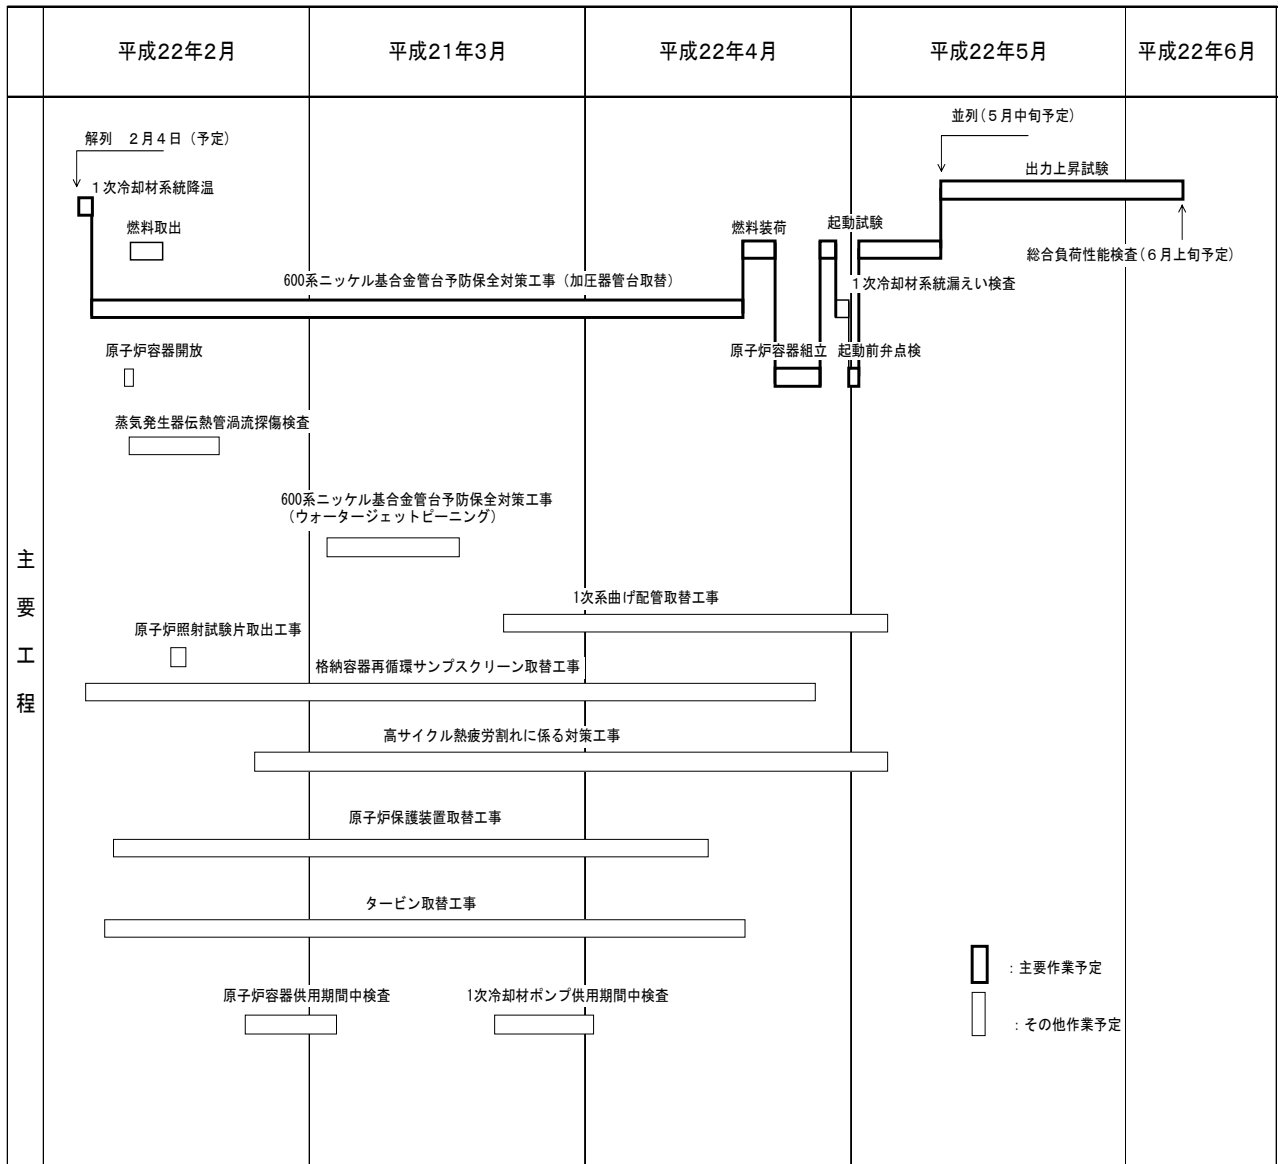 平成22年2月
平成21年3月
平成22年4月
平成22年5月
平成22年6月
主要工程
解列　2月4日（予定）
並列（5月中旬予定）
出力上昇試験
１次冷却材系統降温
燃料取出
燃料装荷
起動試験
総合負荷性能検査（６月上旬予定）
600系ニッケル基合金管台予防保全対策工事（加圧器管台取替）
１次冷却材系統漏えい検査
原子炉容器開放
原子炉容器組立
起動前弁点検
蒸気発生器伝熱管渦流探傷検査
600系ニッケル基合金管台予防保全対策工事
（ウォータージェットピーニング）
1次系曲げ配管取替工事
原子炉照射試験片取出工事
格納容器再循環サンプスクリーン取替工事
高サイクル熱疲労割れに係る対策工事
原子炉保護装置取替工事
タービン取替工事
：主要作業予定
原子炉容器供用期間中検査
1次冷却材ポンプ供用期間中検査
：その他作業予定